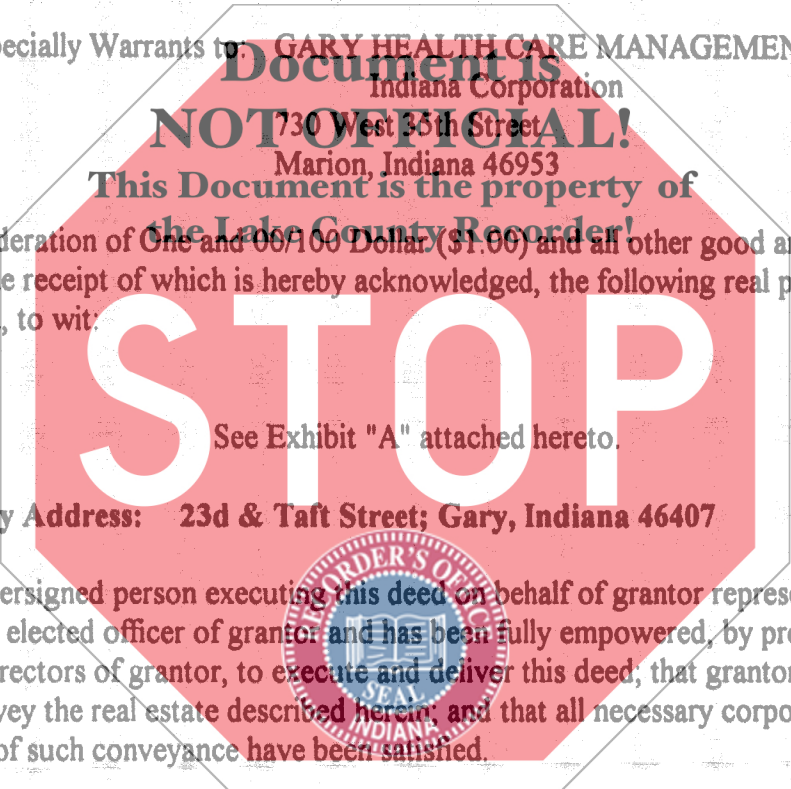 pecially Warrants to: GARY HEALTH CARE MANAGEMEN
Document is
Indiana Corporation
NOT OFFICIAL!
730 West 35th Street
Marion, Indiana 46953
This Document is the property of
the Lake County Recorder!
deration of One and 00/100 Dollar ($1.00) and all other good a
e receipt of which is hereby acknowledged, the following real p
, to wit:
STOP
See Exhibit "A" attached hereto.
y Address: 23d & Taft Street; Gary, Indiana 46407
ersigned person executing this deed on behalf of grantor repres
elected officer of grantor and has been fully empowered, by pr
rectors of grantor, to execute and deliver this deed; that grantor
vey the real estate described herein; and that all necessary corpo
of such conveyance have been satisfied.
RECORDER'S OFFICE
SEAL
INDIANA